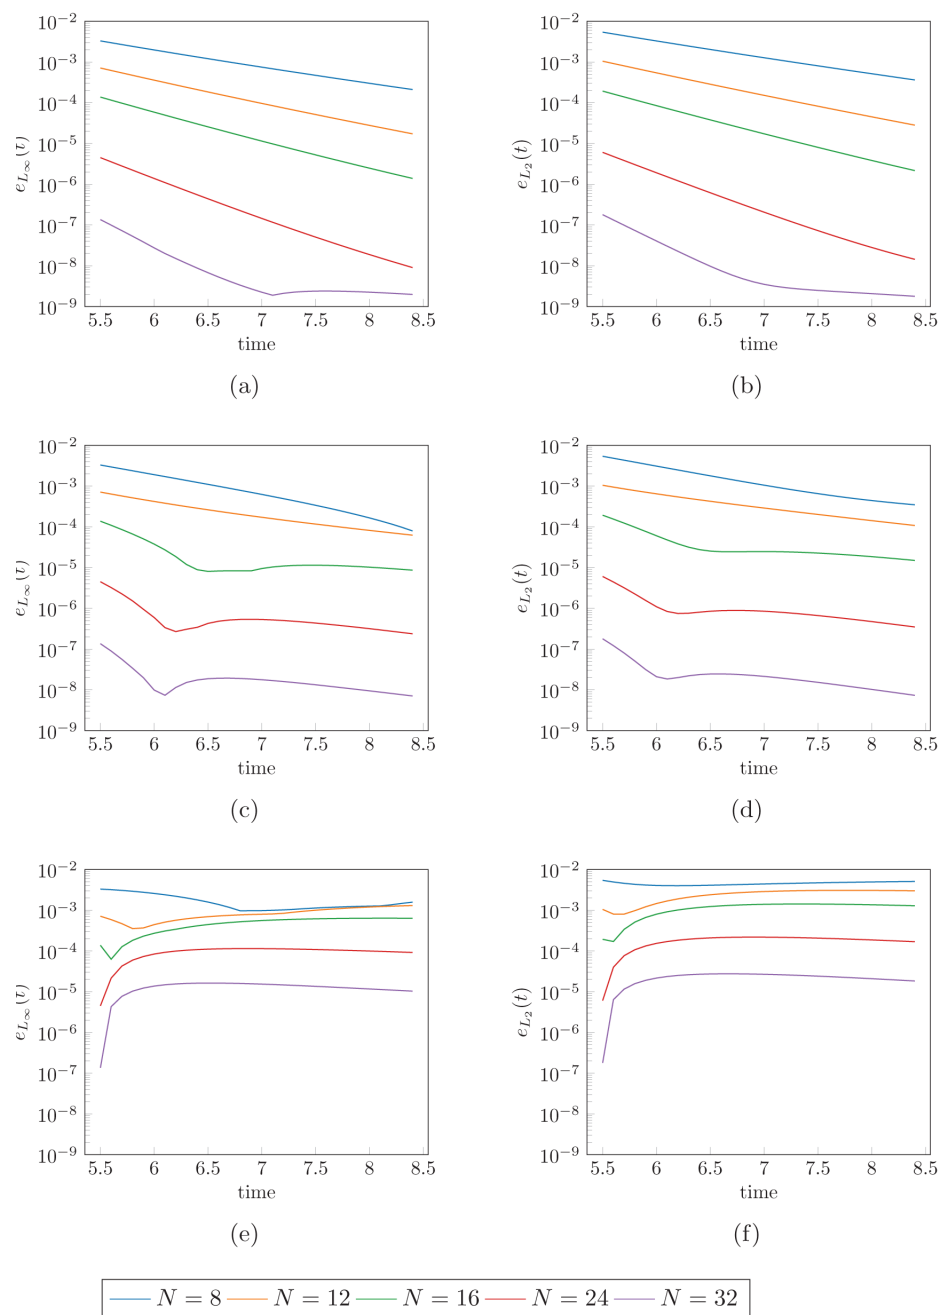 10⁻² 10⁻³ 10⁻⁴ 10⁻⁵ 10⁻⁶ 10⁻⁷ 10⁻⁸ 10⁻⁹
e_{L_∞}(t)
5.5 6 6.5 7 7.5 8 8.5
time
(a)
10⁻² 10⁻³ 10⁻⁴ 10⁻⁵ 10⁻⁶ 10⁻⁷ 10⁻⁸ 10⁻⁹
e_{L_2}(t)
5.5 6 6.5 7 7.5 8 8.5
time
(b)
10⁻² 10⁻³ 10⁻⁴ 10⁻⁵ 10⁻⁶ 10⁻⁷ 10⁻⁸ 10⁻⁹
e_{L_∞}(t)
5.5 6 6.5 7 7.5 8 8.5
time
(c)
10⁻² 10⁻³ 10⁻⁴ 10⁻⁵ 10⁻⁶ 10⁻⁷ 10⁻⁸ 10⁻⁹
e_{L_2}(t)
5.5 6 6.5 7 7.5 8 8.5
time
(d)
10⁻² 10⁻³ 10⁻⁴ 10⁻⁵ 10⁻⁶ 10⁻⁷ 10⁻⁸ 10⁻⁹
e_{L_∞}(t)
5.5 6 6.5 7 7.5 8 8.5
time
(e)
10⁻² 10⁻³ 10⁻⁴ 10⁻⁵ 10⁻⁶ 10⁻⁷ 10⁻⁸ 10⁻⁹
e_{L_2}(t)
5.5 6 6.5 7 7.5 8 8.5
time
(f)
N = 8 N = 12 N = 16 N = 24 N = 32